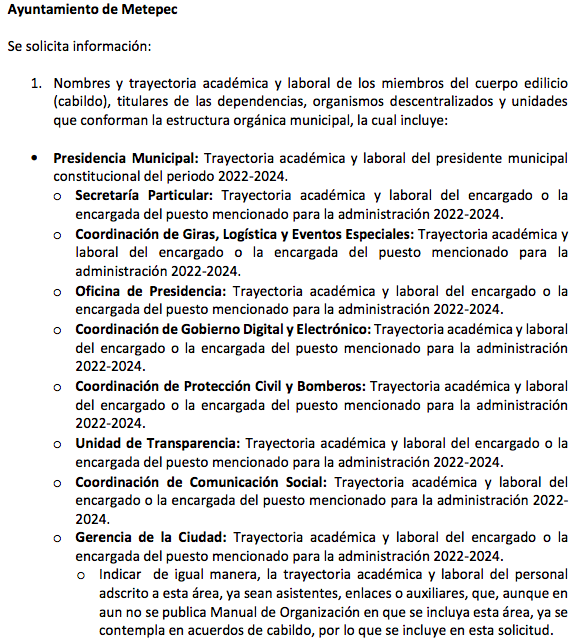 Ayuntamiento de Metepec
Se solicita información:
1. Nombres y trayectoria académica y laboral de los miembros del cuerpo edilicio
(cabildo), titulares de las dependencias, organismos descentralizados y unidades
que conforman la estructura orgánica municipal, la cual incluye:
• Presidencia Municipal: Trayectoria académica y laboral del presidente municipal
constitucional del periodo 2022-2024.
o Secretaría Particular: Trayectoria académica y laboral del encargado o la
encargada del puesto mencionado para la administración 2022-2024.
o Coordinación de Giras, Logística y Eventos Especiales: Trayectoria académica y
laboral del encargado o la encargada del puesto mencionado para la
administración 2022-2024.
o Oficina de Presidencia: Trayectoria académica y laboral del encargado o la
encargada del puesto mencionado para la administración 2022-2024.
o Coordinación de Gobierno Digital y Electrónico: Trayectoria académica y laboral
del encargado o la encargada del puesto mencionado para la administración
2022-2024.
o Coordinación de Protección Civil y Bomberos: Trayectoria académica y laboral
del encargado o la encargada del puesto mencionado para la administración
2022-2024.
o Unidad de Transparencia: Trayectoria académica y laboral del encargado o la
encargada del puesto mencionado para la administración 2022-2024.
o Coordinación de Comunicación Social: Trayectoria académica y laboral del
encargado o la encargada del puesto mencionado para la administración 2022-
2024.
o Gerencia de la Ciudad: Trayectoria académica y laboral del encargado o la
encargada del puesto mencionado para la administración 2022-2024.
o Indicar de igual manera, la trayectoria académica y laboral del personal
adscrito a esta área, ya sean asistentes, enlaces o auxiliares, que, aunque en
aun no se publica Manual de Organización en que se incluya esta área, ya se
contempla en acuerdos de cabildo, por lo que se incluye en esta solicitud.